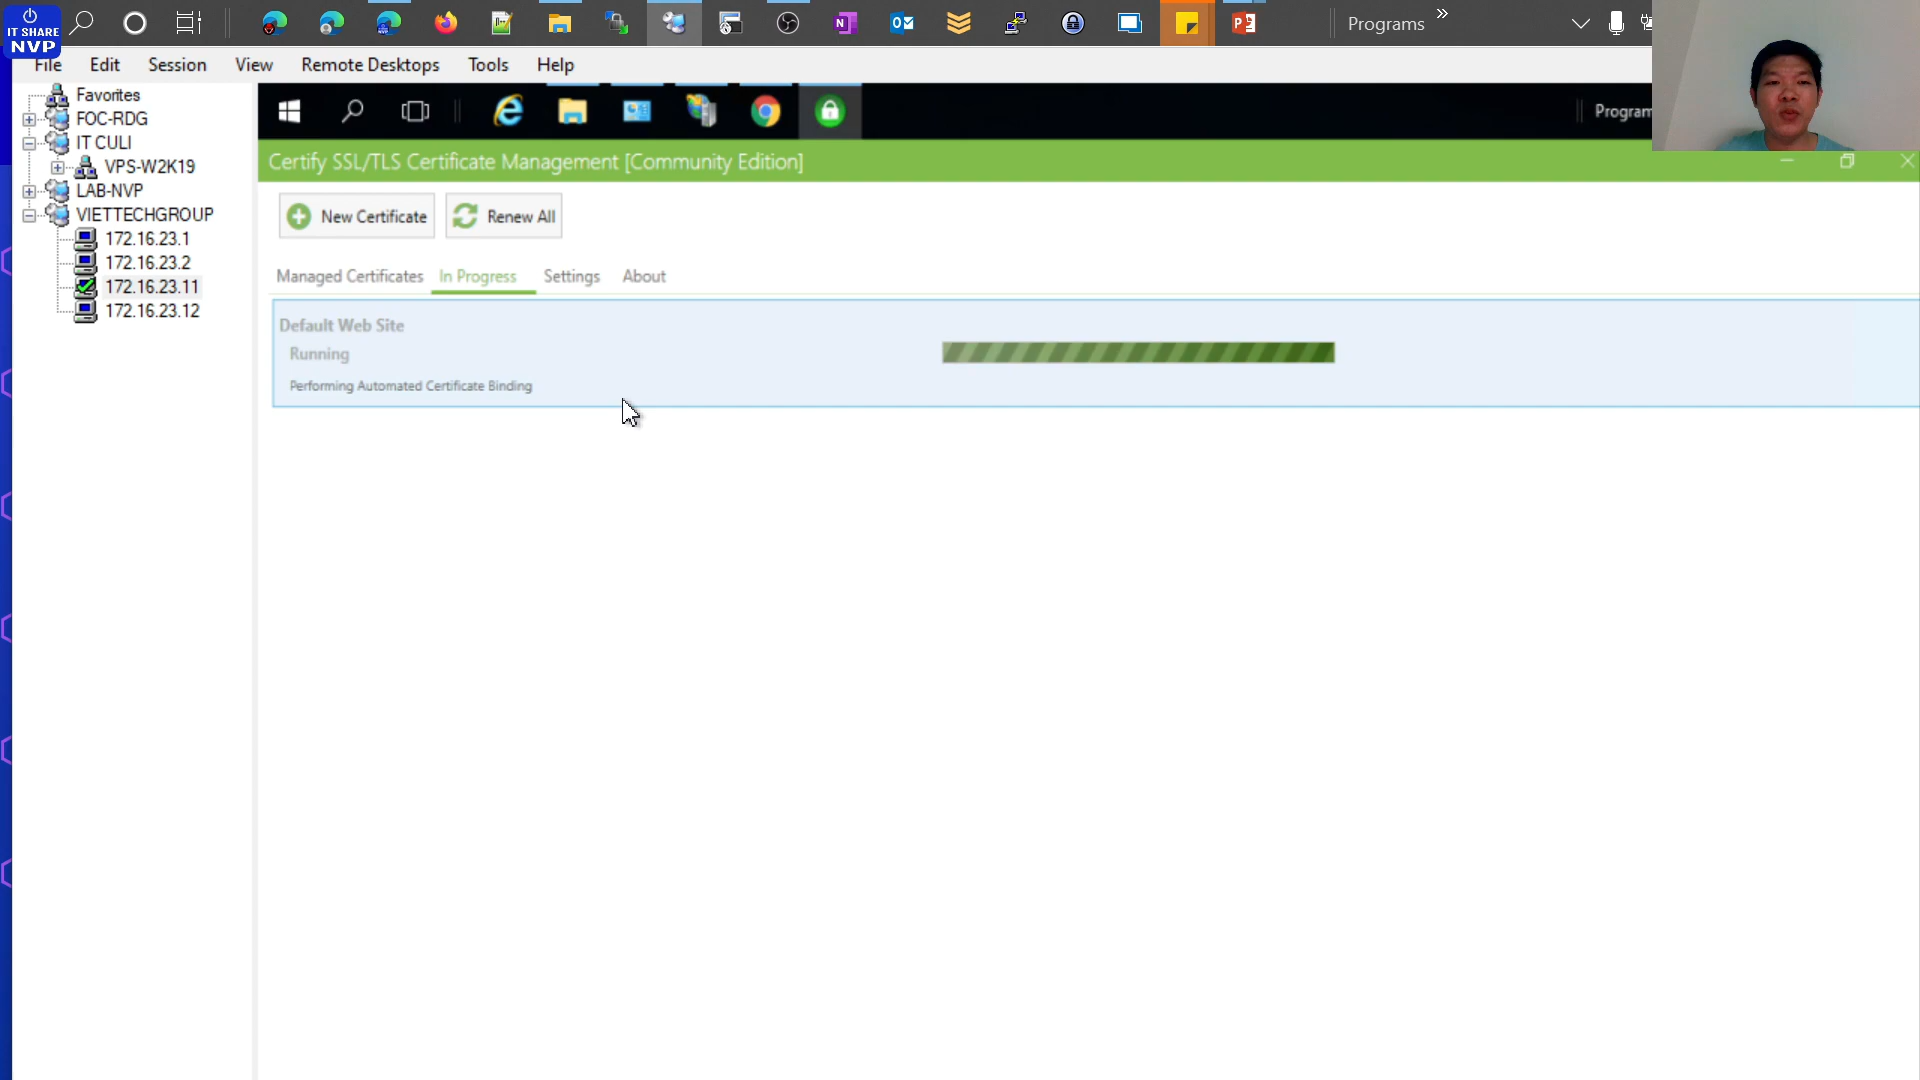 IT SHARE
NVP
Programs
File Edit Session View Remote Desktops Tools Help
Favorites
FOC-RDG
IT CULI
VPS-W2K19
LAB-NVP
VIETTECHGROUP
172.16.23.1
172.16.23.2
172.16.23.11
172.16.23.12
Program
Certify SSL/TLS Certificate Management [Community Edition]
New Certificate Renew All
Managed Certificates In Progress Settings About
Default Web Site
Running
Performing Automated Certificate Binding